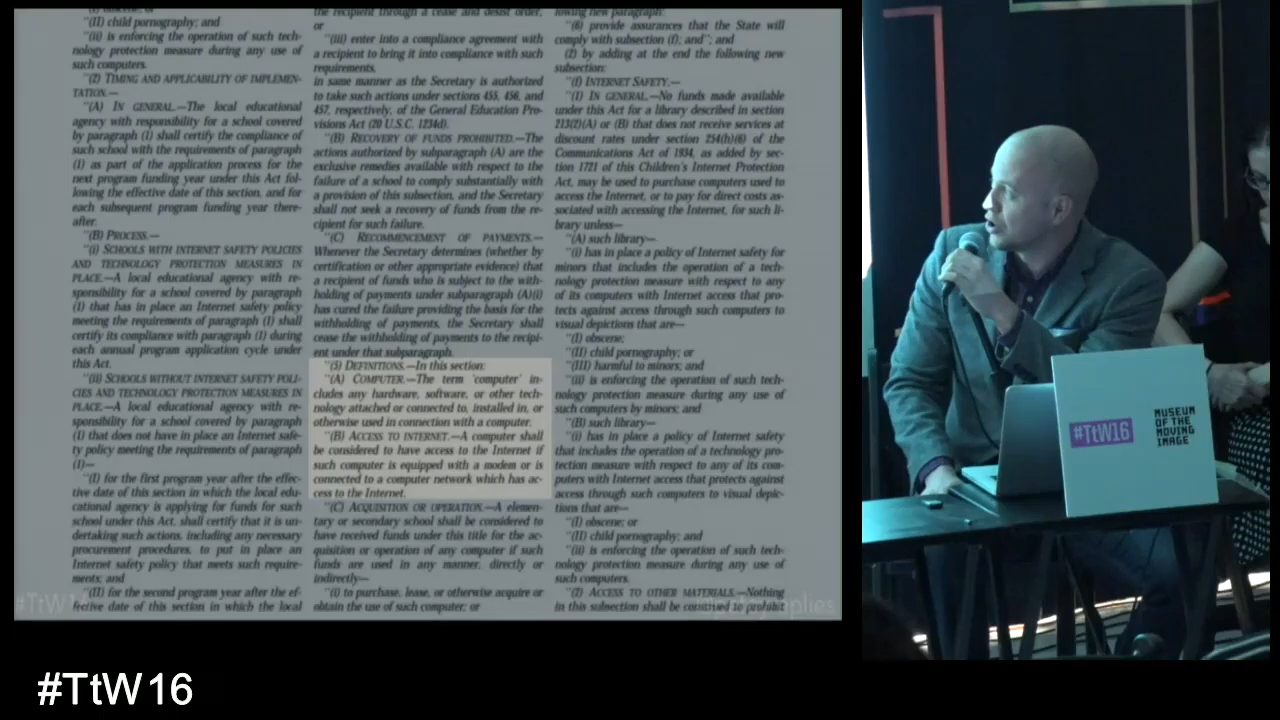 (I) obscene; or
"(II) child pornography; and
"(ii) is enforcing the operation of such tech-
nology protection measure during any use of
such computers.
"(2) TIMING AND APPLICABILITY OF IMPLEMEN-
TATION.—
"(A) IN GENERAL.—The local educational
agency with responsibility for a school covered
by paragraph (1) shall certify the compliance of
such school with the requirements of paragraph
(1) as part of the application process for the
next program funding year under this Act fol-
lowing the effective date of this section, and for
each subsequent program funding year there-
after.
"(B) PROCESS.—
"(i) SCHOOLS WITH INTERNET SAFETY POLICIES
AND TECHNOLOGY PROTECTION MEASURES IN
PLACE.—A local educational agency with re-
sponsibility for a school covered by paragraph
(1) that has in place an Internet safety policy
meeting the requirements of paragraph (1) shall
certify its compliance with paragraph (1) during
each annual program application cycle under
this Act.
"(ii) SCHOOLS WITHOUT INTERNET SAFETY POLI-
CIES AND TECHNOLOGY PROTECTION MEASURES IN
PLACE.—A local educational agency with re-
sponsibility for a school covered by paragraph
(1) that does not have in place an Internet safe-
ty policy meeting the requirements of paragraph
(1)—
"(I) for the first program year after the effec-
tive date of this section in which the local edu-
cational agency is applying for funds for such
school under this Act, shall certify that it is un-
dertaking such actions, including any necessary
procurement procedures, to put in place an
Internet safety policy that meets such require-
ments; and
"(II) for the second program year after the ef-
fective date of this section in which the local
the recipient through a cease and desist order,
or
"(iii) enter into a compliance agreement with
a recipient to bring it into compliance with such
requirements,
in same manner as the Secretary is authorized
to take such actions under sections 455, 456, and
457, respectively, of the General Education Pro-
visions Act (20 U.S.C. 1234d).
"(B) RECOVERY OF FUNDS PROHIBITED.—The
actions authorized by subparagraph (A) are the
exclusive remedies available with respect to the
failure of a school to comply substantially with
a provision of this subsection, and the Secretary
shall not seek a recovery of funds from the re-
cipient for such failure.
"(C) RECOMMENCEMENT OF PAYMENTS.—
Whenever the Secretary determines (whether by
certification or other appropriate evidence) that
a recipient of funds who is subject to the with-
holding of payments under subparagraph (A)(i)
has cured the failure providing the basis for the
withholding of payments, the Secretary shall
cease the withholding of payments to the recipi-
ent under that subparagraph.
"(5) DEFINITIONS.—In this section:
"(A) COMPUTER.—The term 'computer' in-
cludes any hardware, software, or other tech-
nology attached or connected to, installed in, or
otherwise used in connection with a computer.
"(B) ACCESS TO INTERNET.—A computer shall
be considered to have access to the Internet if
such computer is equipped with a modem or is
connected to a computer network which has ac-
cess to the Internet.
"(C) ACQUISITION OR OPERATION.—A elemen-
tary or secondary school shall be considered to
have received funds under this title for the ac-
quisition or operation of any computer if such
funds are used in any manner, directly or
indirectly—
"(i) to purchase, lease, or otherwise acquire or
obtain the use of such computer; or
lowing new paragraph:
"(6) provide assurances that the State will
comply with subsection (f); and"; and
(2) by adding at the end the following new
subsection:
"(f) INTERNET SAFETY.—
"(1) IN GENERAL.—No funds made available
under this Act for a library described in section
213(2)(A) or (B) that does not receive services at
discount rates under section 254(h)(6) of the
Communications Act of 1934, as added by sec-
tion 1721 of this Children's Internet Protection
Act, may be used to purchase computers used to
access the Internet, or to pay for direct costs as-
sociated with accessing the Internet, for such li-
brary unless—
"(A) such library—
"(i) has in place a policy of Internet safety for
minors that includes the operation of a tech-
nology protection measure with respect to any
of its computers with Internet access that pro-
tects against access through such computers to
visual depictions that are—
"(I) obscene;
"(II) child pornography; or
"(III) harmful to minors; and
"(ii) is enforcing the operation of such tech-
nology protection measure during any use of
such computers by minors; and
"(B) such library—
"(i) has in place a policy of Internet safety
that includes the operation of a technology pro-
tection measure with respect to any of its com-
puters with Internet access that protects against
access through such computers to visual depic-
tions that are—
"(I) obscene; or
"(II) child pornography; and
"(ii) is enforcing the operation of such tech-
nology protection measure during any use of
such computers.
"(2) ACCESS TO OTHER MATERIALS.—Nothing
in this subsection shall be construed to prohibit
#TtW16
MUSEUM
OF THE
MOVING
IMAGE
#TtW16